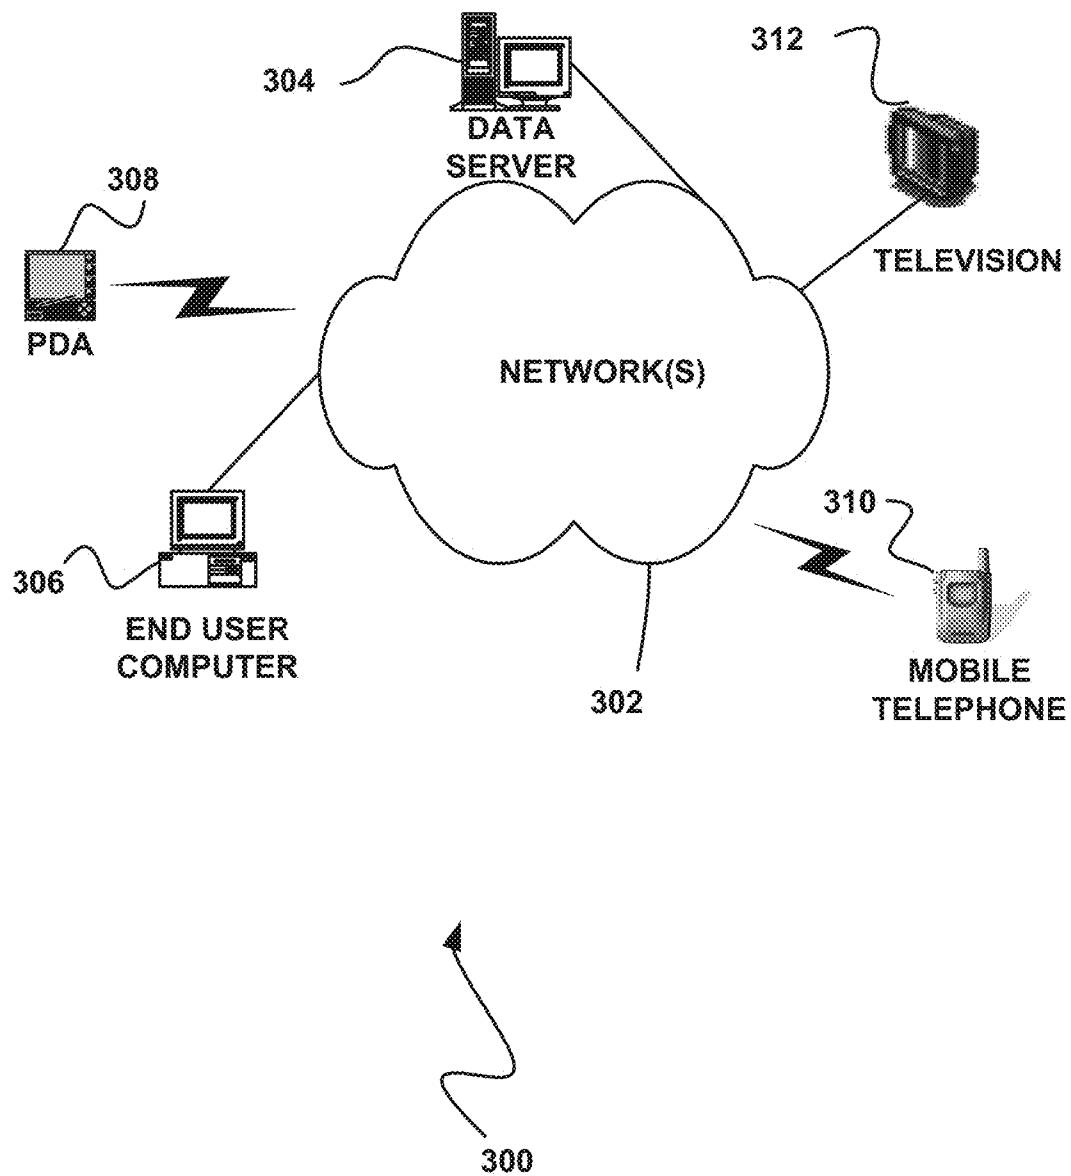 312
304
DATA
SERVER
308
TELEVISION
PDA
NETWORK(S)
310
306
END USER
COMPUTER
MOBILE
TELEPHONE
302
300